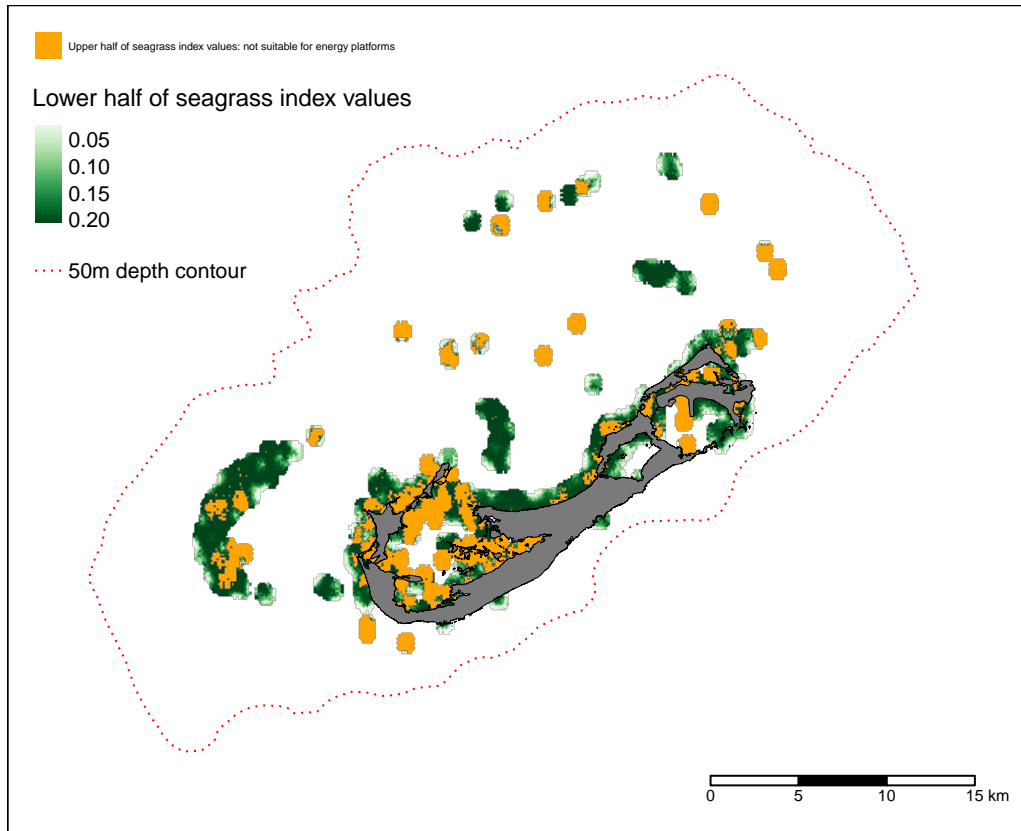 Upper half of seagrass index values: not suitable for energy platforms
Lower half of seagrass index values
0.05
0.10
0.15
0.20
50m depth contour
0 5 10 15 km